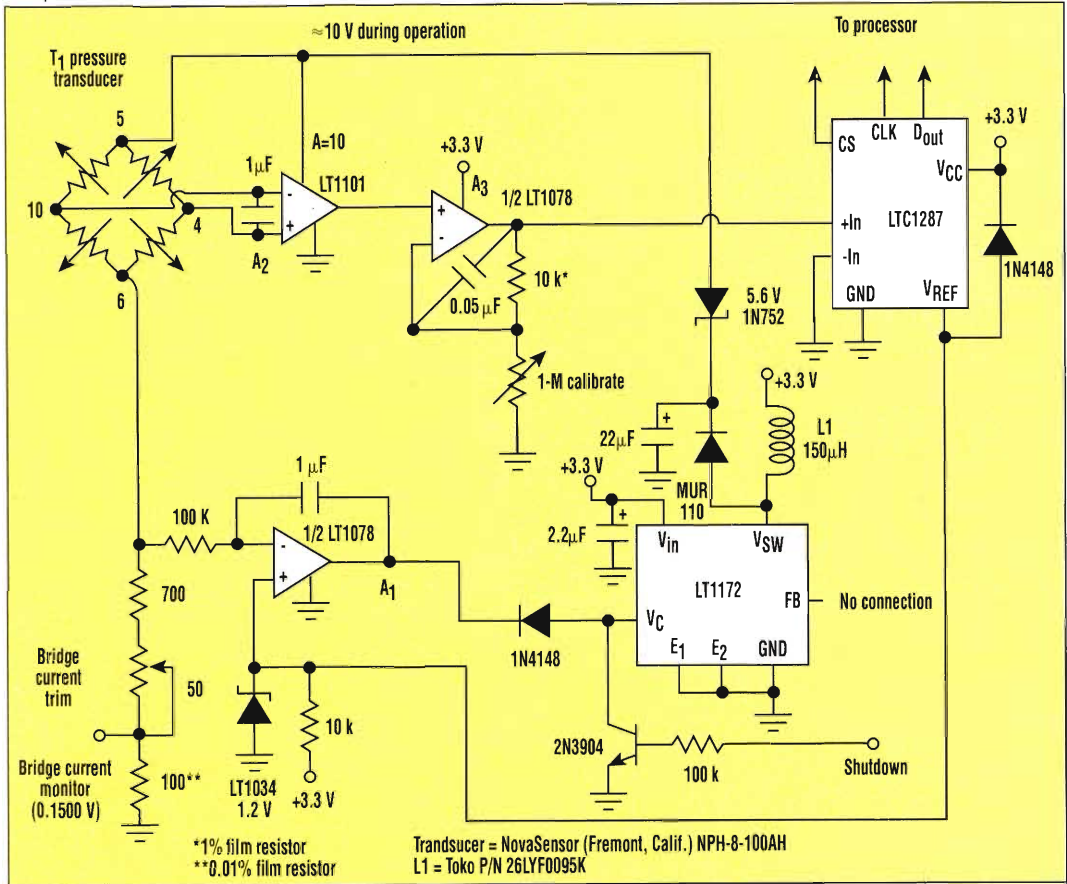 ≈10 V during operation
To processor
T1 pressure
transducer
5
10
4
6
A=10
1μF
LT1101
-
+
A2
+3.3 V
A3
1/2 LT1078
+
-
0.05 μF
10 k*
1-M calibrate
CS
CLK
Dout
+3.3 V
VCC
LTC1287
+In
-In
GND
VREF
1N4148
5.6 V
1N752
+3.3 V
L1
150μH
22μF
+
MUR
110
+3.3 V
2.2μF
+
Vin
VSW
LT1172
FB
No connection
VC
E1
E2
GND
1 μF
100 K
1/2 LT1078
-
+
A1
1N4148
700
Bridge
current
trim
50
Bridge current
monitor
(0.1500 V)
100**
LT1034
1.2 V
10 k
+3.3 V
2N3904
100 k
Shutdown
*1% film resistor
**0.01% film resistor
Trandsucer = NovaSensor (Fremont, Calif.) NPH-8-100AH
L1 = Toko P/N 26LYF0095K